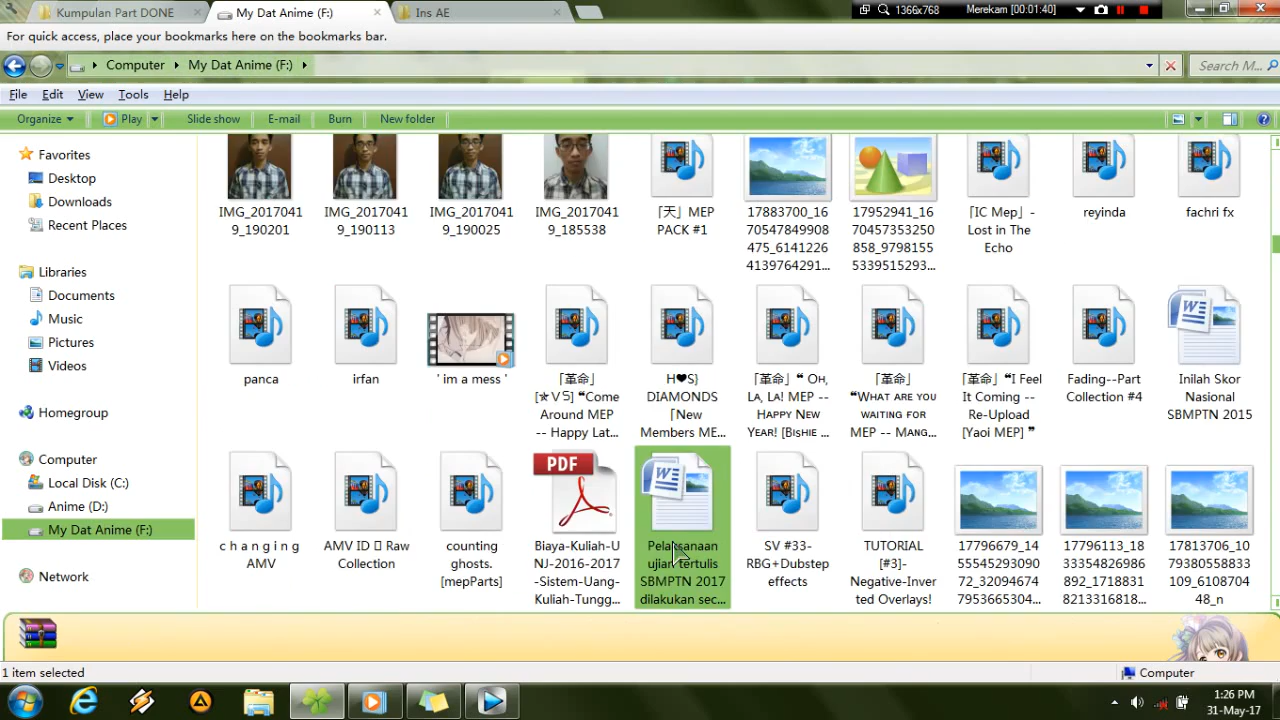 Kumpulan Part DONE
My Dat Anime (F:)
Ins AE
1366x768
Merekam [00:01:40]
For quick access, place your bookmarks here on the bookmarks bar.
Computer
My Dat Anime (F:)
Search M...
File Edit View Tools Help
Organize Play Slide show E-mail Burn New folder
Favorites
Desktop
Downloads
Recent Places
Libraries
Documents
Music
Pictures
Videos
Homegroup
Computer
Local Disk (C:)
Anime (D:)
My Dat Anime (F:)
Network
IMG_2017041
9_190201
IMG_2017041
9_190113
IMG_2017041
9_190025
IMG_2017041
9_185538
「天」MEP
PACK #1
17883700_16
70547849908
475_6141226
4139764291...
17952941_16
70457353250
858_9798155
5339515293...
「IC Mep」-
Lost in The
Echo
reyinda
fachri fx
panca
irfan
' im a mess '
「革命」
[✯V5] ❝Come
Around MEP
-- Happy Lat...
H❤S}
DIAMONDS
「New
Members ME...
「革命」❝ Oh,
La, La! MEP --
Happy New
Year! [Bishie ...
「革命」
❝What are you
waiting for
MEP -- Mang...
「革命」❝I Feel
It Coming --
Re-Upload
[Yaoi MEP] ❞
Fading--Part
Collection #4
Inilah Skor
Nasional
SBMPTN 2015
c h a n g i n g
AMV
AMV ID Raw
Collection
counting
ghosts.
[mepParts]
PDF
Biaya-Kuliah-U
NJ-2016-2017
-Sistem-Uang-
Kuliah-Tungg...
Pelaksanaan
ujian tertulis
SBMPTN 2017
dilakukan sec...
SV #33-
RBG+Dubstep
effects
TUTORIAL
[#3]-
Negative-Inver
ted Overlays!
17796679_14
55545293090
72_32094674
7953665304...
17796113_18
33354826986
892_1718831
8213316818...
17813706_10
79380558833
109_6108704
48_n
1 item selected
Computer
1:26 PM
31-May-17